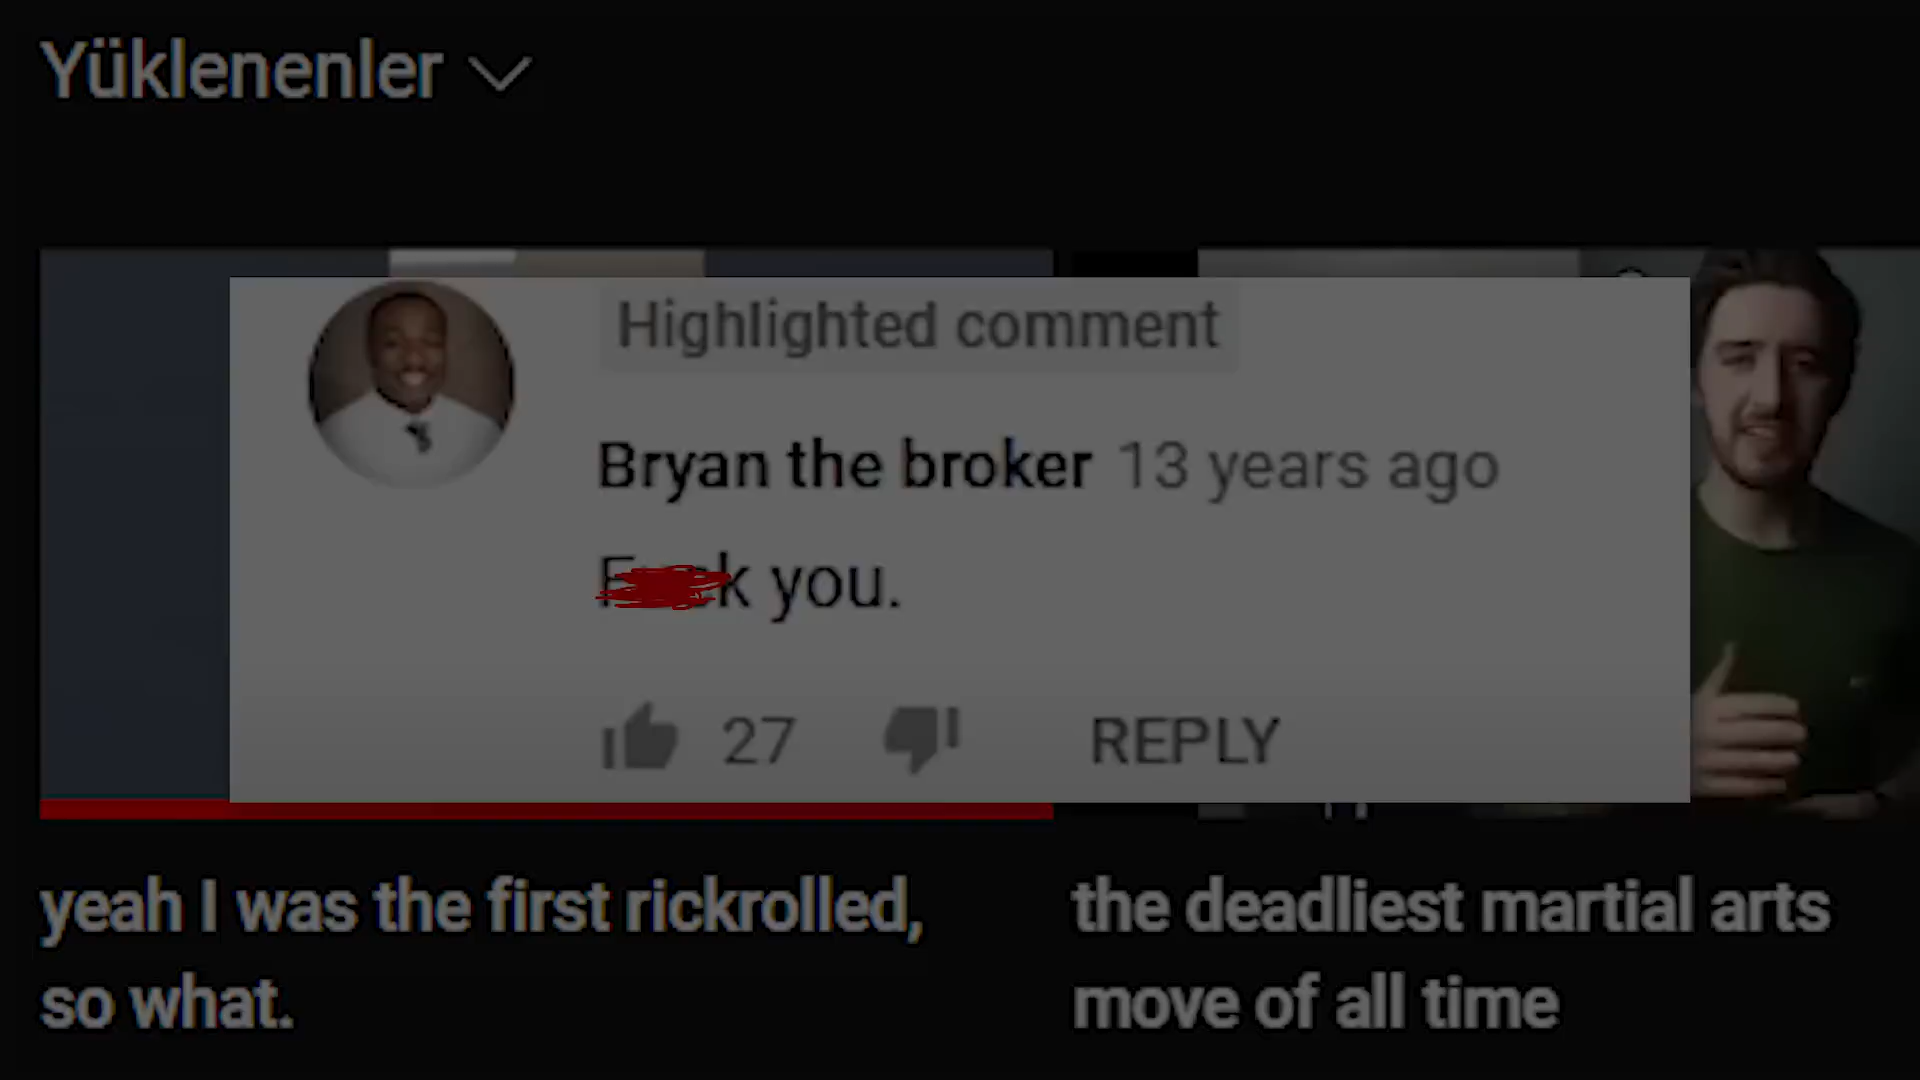 Yüklenenler
Highlighted comment
Bryan the broker 13 years ago
you.
27 REPLY
yeah I was the first rickrolled,
so what.
the deadliest martial arts
move of all time